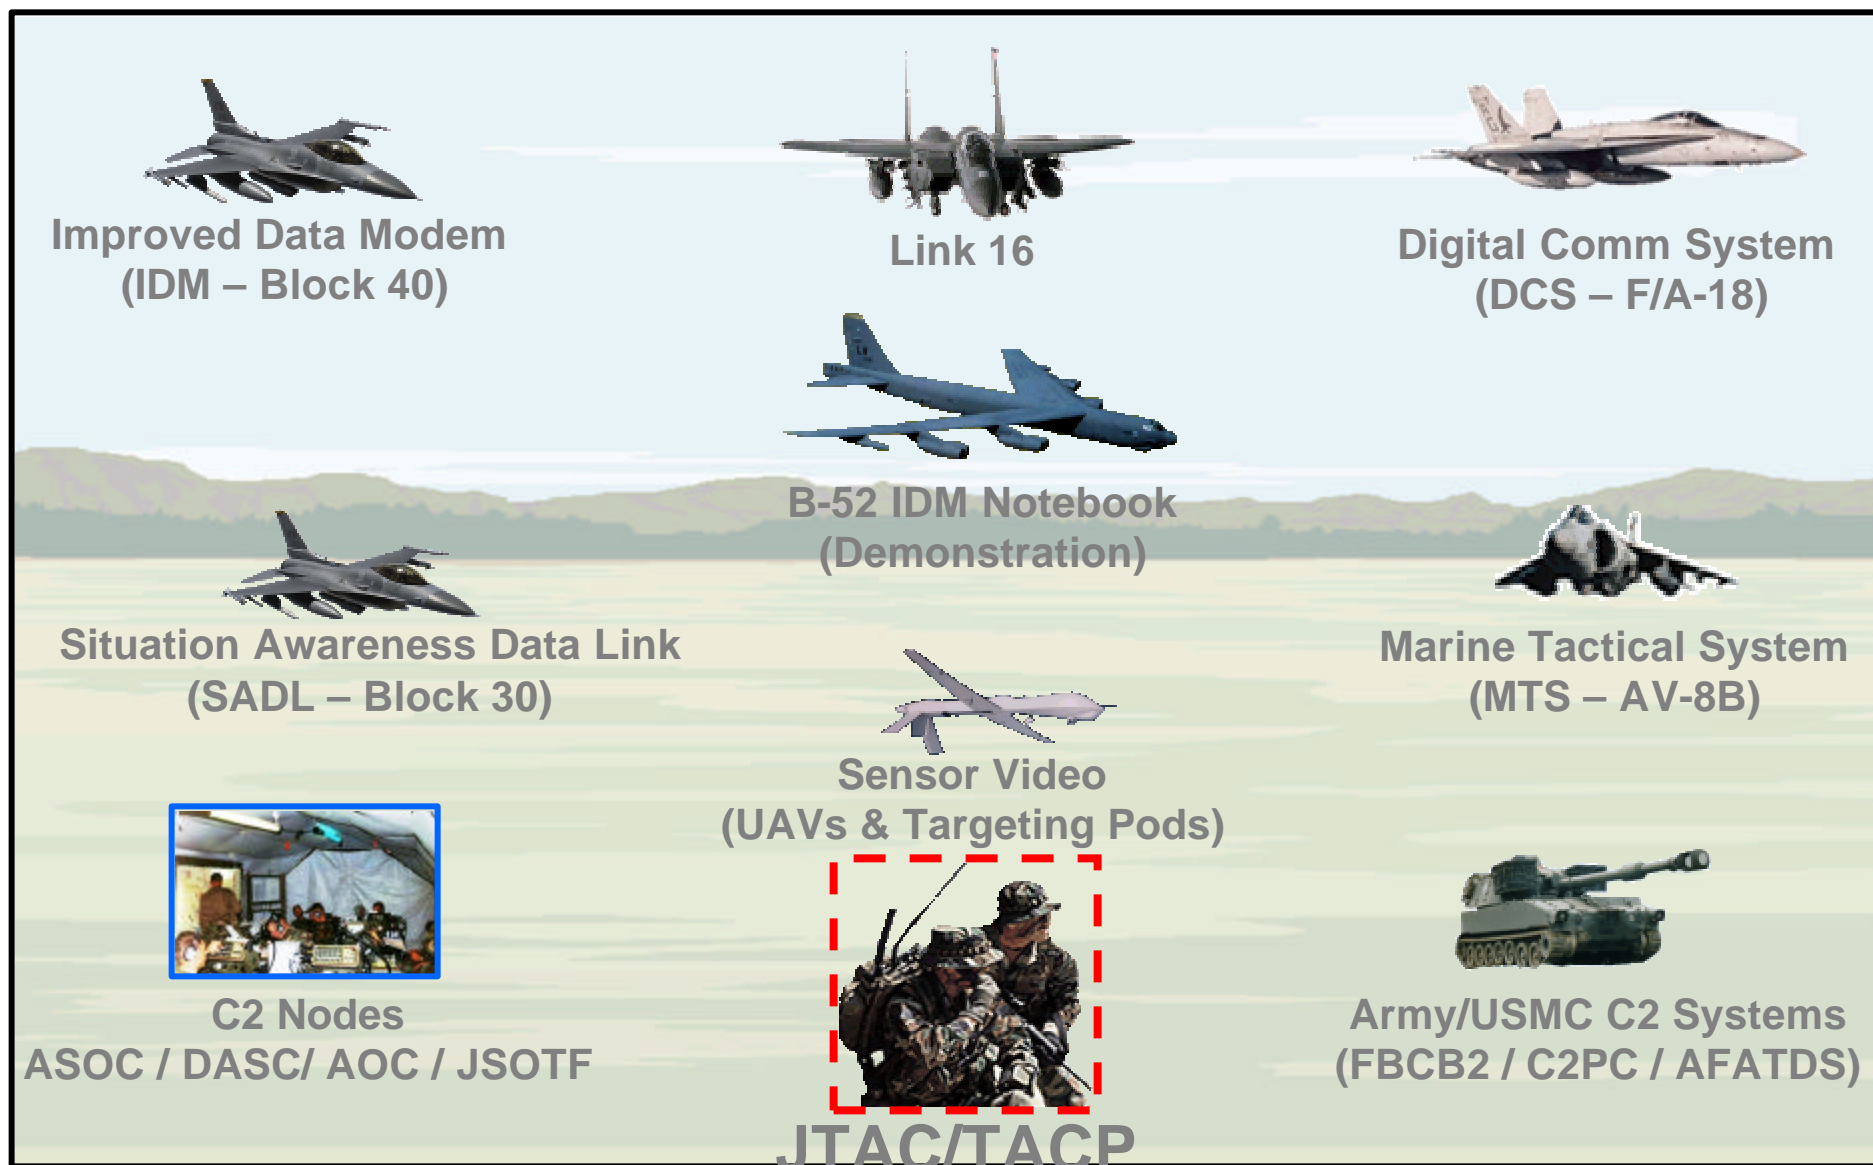 Improved Data Modem
(IDM – Block 40)
Link 16
Digital Comm System
(DCS – F/A-18)
B-52 IDM Notebook
(Demonstration)
Situation Awareness Data Link
(SADL – Block 30)
Marine Tactical System
(MTS – AV-8B)
Sensor Video
(UAVs & Targeting Pods)
C2 Nodes
ASOC / DASC/ AOC / JSOTF
Army/USMC C2 Systems
(FBCB2 / C2PC / AFATDS)
JTAC/TACP